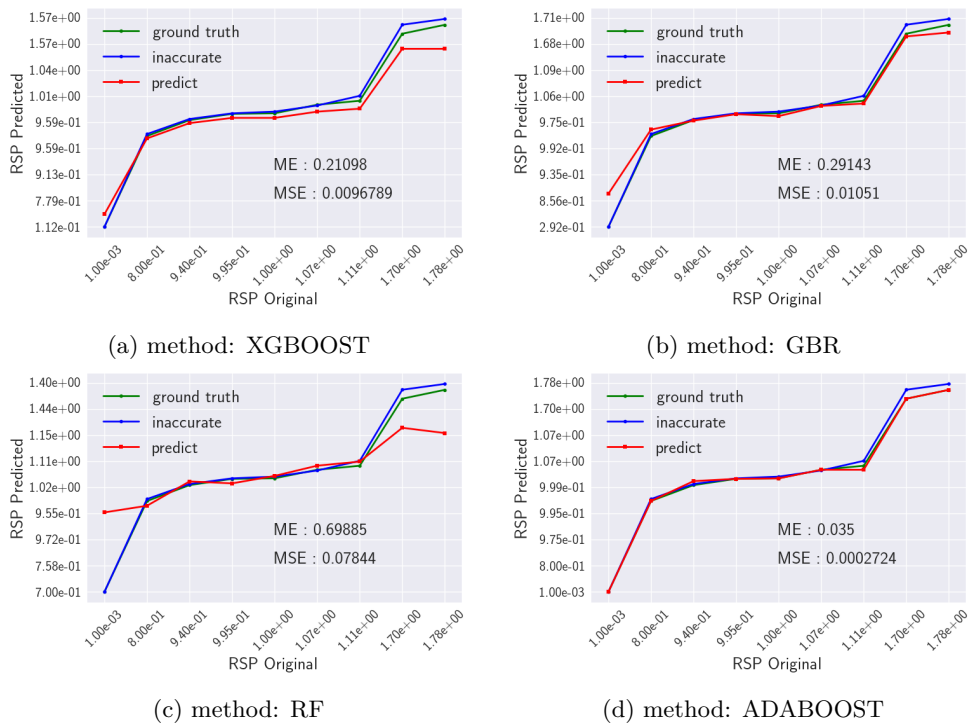 1.57e+00
1.57e+00
1.04e+00
1.01e+00
9.59e-01
9.59e-01
9.13e-01
7.79e-01
1.12e-01
RSP Predicted
ground truth
inaccurate
predict
ME : 0.21098
MSE : 0.0096789
1.00e-03 8.00e-01 9.40e-01 9.95e-01 1.00e+00 1.07e+00 1.11e+00 1.70e+00 1.78e+00
RSP Original
(a) method: XGBOOST
1.71e+00
1.68e+00
1.09e+00
1.06e+00
9.75e-01
9.92e-01
9.35e-01
8.56e-01
2.92e-01
RSP Predicted
ground truth
inaccurate
predict
ME : 0.29143
MSE : 0.01051
1.00e-03 8.00e-01 9.40e-01 9.95e-01 1.00e+00 1.07e+00 1.11e+00 1.70e+00 1.78e+00
RSP Original
(b) method: GBR
1.40e+00
1.44e+00
1.15e+00
1.11e+00
1.02e+00
9.55e-01
9.72e-01
7.58e-01
7.00e-01
RSP Predicted
ground truth
inaccurate
predict
ME : 0.69885
MSE : 0.07844
1.00e-03 8.00e-01 9.40e-01 9.95e-01 1.00e+00 1.07e+00 1.11e+00 1.70e+00 1.78e+00
RSP Original
(c) method: RF
1.78e+00
1.70e+00
1.07e+00
1.07e+00
9.99e-01
9.95e-01
9.75e-01
8.00e-01
1.00e-03
RSP Predicted
ground truth
inaccurate
predict
ME : 0.035
MSE : 0.0002724
1.00e-03 8.00e-01 9.40e-01 9.95e-01 1.00e+00 1.07e+00 1.11e+00 1.70e+00 1.78e+00
RSP Original
(d) method: ADABOOST